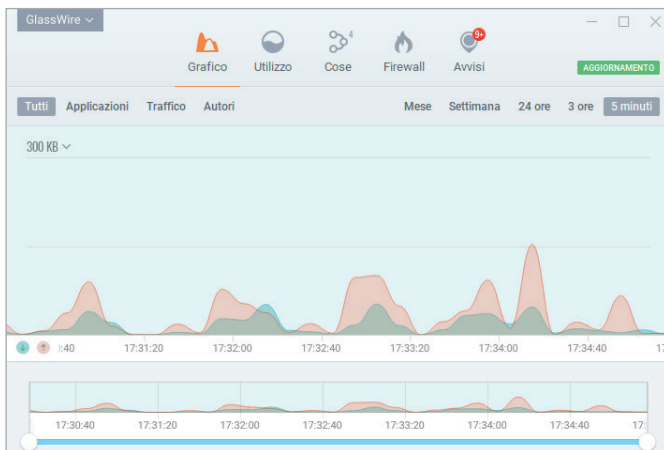 GlassWire
Grafico Utilizzo Cose 4 Firewall Avvisi 9+
AGGIORNAMENTO
Tutti Applicazioni Traffico Autori Mese Settimana 24 ore 3 ore 5 minuti
300 KB
:40 17:31:20 17:32:00 17:32:40 17:33:20 17:34:00 17:34:40 17
17:30:40 17:31:20 17:32:00 17:32:40 17:33:20 17:34:00 17:34:40 17: